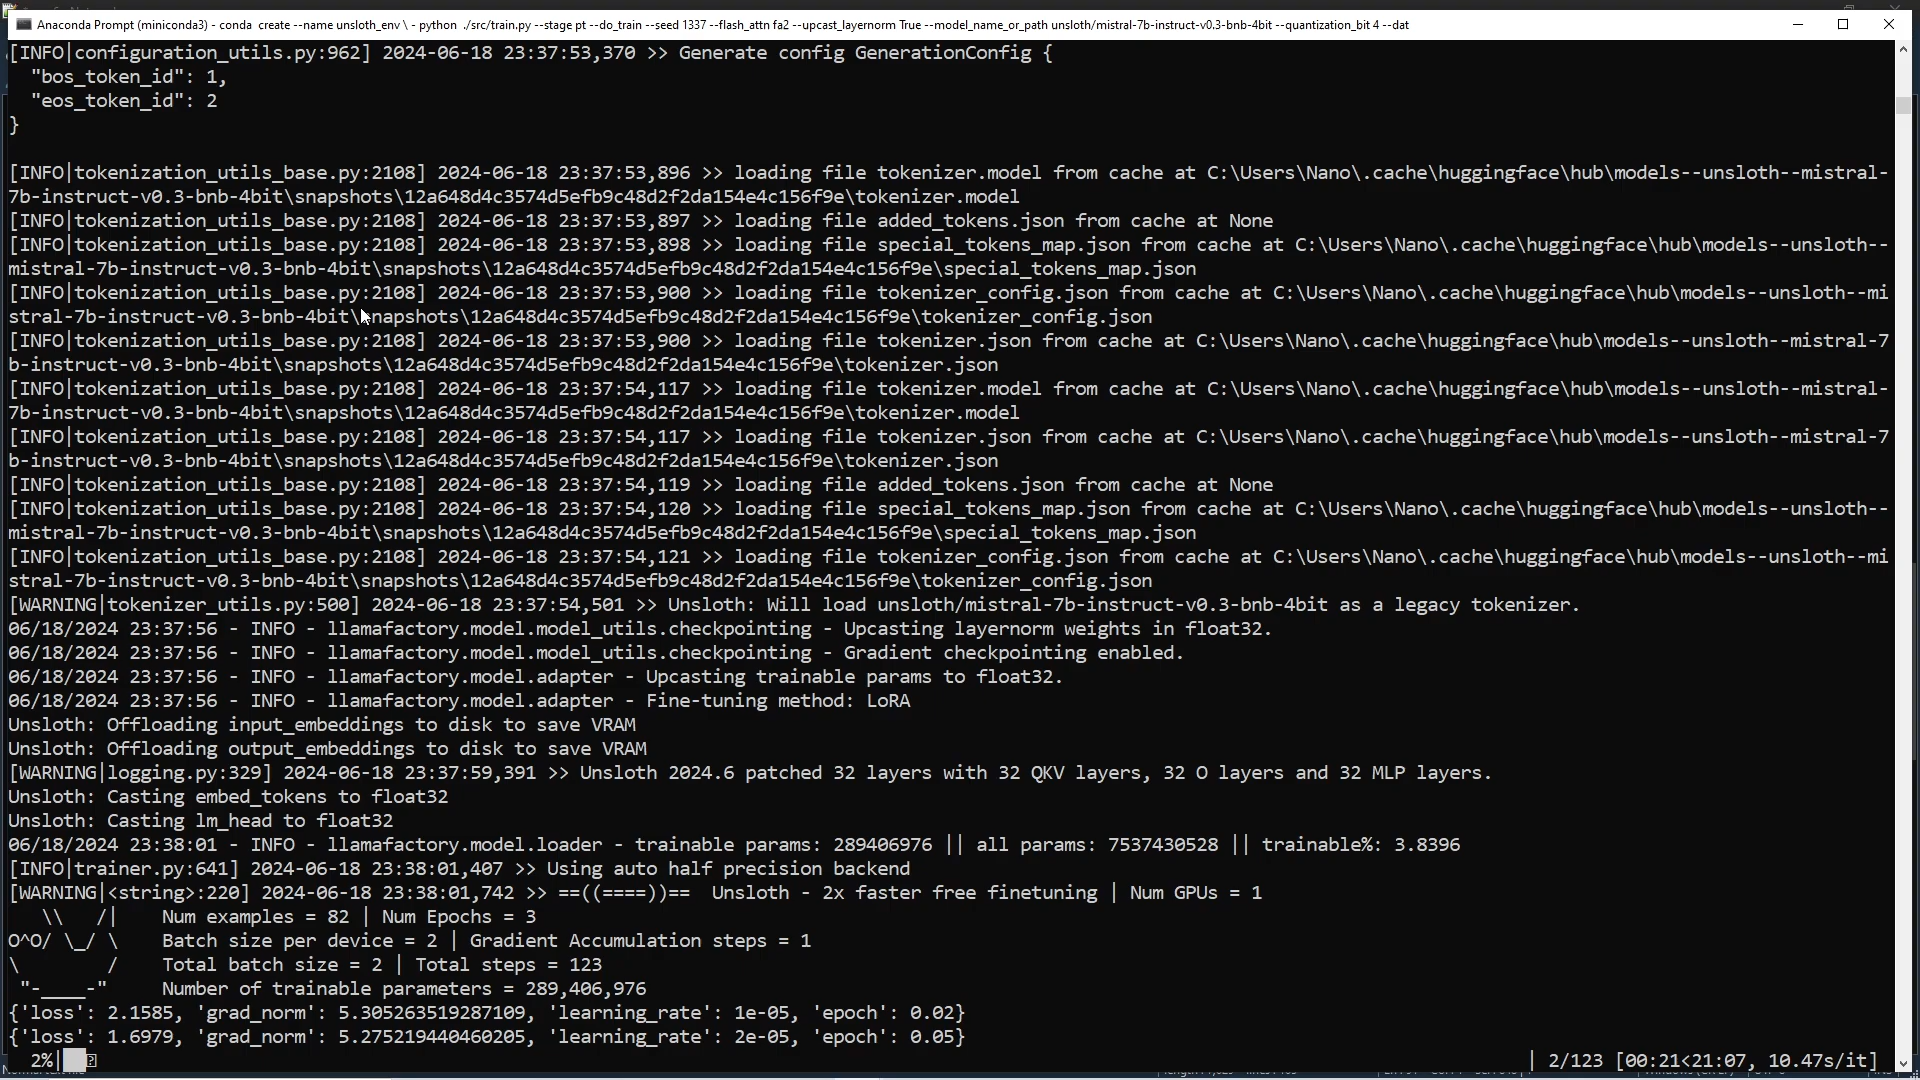 Anaconda Prompt (miniconda3) - conda  create --name unsloth_env \ - python  ./src/train.py --stage pt --do_train --seed 1337 --flash_attn fa2 --upcast_layernorm True --model_name_or_path unsloth/mistral-7b-instruct-v0.3-bnb-4bit --quantization_bit 4 --dat
[INFO|configuration_utils.py:962] 2024-06-18 23:37:53,370 >> Generate config GenerationConfig {
  "bos_token_id": 1,
  "eos_token_id": 2
}
[INFO|tokenization_utils_base.py:2108] 2024-06-18 23:37:53,896 >> loading file tokenizer.model from cache at C:\Users\Nano\.cache\huggingface\hub\models--unsloth--mistral-
7b-instruct-v0.3-bnb-4bit\snapshots\12a648d4c3574d5efb9c48d2f2da154e4c156f9e\tokenizer.model
[INFO|tokenization_utils_base.py:2108] 2024-06-18 23:37:53,897 >> loading file added_tokens.json from cache at None
[INFO|tokenization_utils_base.py:2108] 2024-06-18 23:37:53,898 >> loading file special_tokens_map.json from cache at C:\Users\Nano\.cache\huggingface\hub\models--unsloth--
mistral-7b-instruct-v0.3-bnb-4bit\snapshots\12a648d4c3574d5efb9c48d2f2da154e4c156f9e\special_tokens_map.json
[INFO|tokenization_utils_base.py:2108] 2024-06-18 23:37:53,900 >> loading file tokenizer_config.json from cache at C:\Users\Nano\.cache\huggingface\hub\models--unsloth--mi
stral-7b-instruct-v0.3-bnb-4bit\snapshots\12a648d4c3574d5efb9c48d2f2da154e4c156f9e\tokenizer_config.json
[INFO|tokenization_utils_base.py:2108] 2024-06-18 23:37:53,900 >> loading file tokenizer.json from cache at C:\Users\Nano\.cache\huggingface\hub\models--unsloth--mistral-7
b-instruct-v0.3-bnb-4bit\snapshots\12a648d4c3574d5efb9c48d2f2da154e4c156f9e\tokenizer.json
[INFO|tokenization_utils_base.py:2108] 2024-06-18 23:37:54,117 >> loading file tokenizer.model from cache at C:\Users\Nano\.cache\huggingface\hub\models--unsloth--mistral-
7b-instruct-v0.3-bnb-4bit\snapshots\12a648d4c3574d5efb9c48d2f2da154e4c156f9e\tokenizer.model
[INFO|tokenization_utils_base.py:2108] 2024-06-18 23:37:54,117 >> loading file tokenizer.json from cache at C:\Users\Nano\.cache\huggingface\hub\models--unsloth--mistral-7
b-instruct-v0.3-bnb-4bit\snapshots\12a648d4c3574d5efb9c48d2f2da154e4c156f9e\tokenizer.json
[INFO|tokenization_utils_base.py:2108] 2024-06-18 23:37:54,119 >> loading file added_tokens.json from cache at None
[INFO|tokenization_utils_base.py:2108] 2024-06-18 23:37:54,120 >> loading file special_tokens_map.json from cache at C:\Users\Nano\.cache\huggingface\hub\models--unsloth--
mistral-7b-instruct-v0.3-bnb-4bit\snapshots\12a648d4c3574d5efb9c48d2f2da154e4c156f9e\special_tokens_map.json
[INFO|tokenization_utils_base.py:2108] 2024-06-18 23:37:54,121 >> loading file tokenizer_config.json from cache at C:\Users\Nano\.cache\huggingface\hub\models--unsloth--mi
stral-7b-instruct-v0.3-bnb-4bit\snapshots\12a648d4c3574d5efb9c48d2f2da154e4c156f9e\tokenizer_config.json
[WARNING|tokenizer_utils.py:500] 2024-06-18 23:37:54,501 >> Unsloth: Will load unsloth/mistral-7b-instruct-v0.3-bnb-4bit as a legacy tokenizer.
06/18/2024 23:37:56 - INFO - llamafactory.model.model_utils.checkpointing - Upcasting layernorm weights in float32.
06/18/2024 23:37:56 - INFO - llamafactory.model.model_utils.checkpointing - Gradient checkpointing enabled.
06/18/2024 23:37:56 - INFO - llamafactory.model.adapter - Upcasting trainable params to float32.
06/18/2024 23:37:56 - INFO - llamafactory.model.adapter - Fine-tuning method: LoRA
Unsloth: Offloading input_embeddings to disk to save VRAM
Unsloth: Offloading output_embeddings to disk to save VRAM
[WARNING|logging.py:329] 2024-06-18 23:37:59,391 >> Unsloth 2024.6 patched 32 layers with 32 QKV layers, 32 O layers and 32 MLP layers.
Unsloth: Casting embed_tokens to float32
Unsloth: Casting lm_head to float32
06/18/2024 23:38:01 - INFO - llamafactory.model.loader - trainable params: 289406976 || all params: 7537430528 || trainable%: 3.8396
[INFO|trainer.py:641] 2024-06-18 23:38:01,407 >> Using auto half precision backend
[WARNING|<string>:220] 2024-06-18 23:38:01,742 >> ==((====))==  Unsloth - 2x faster free finetuning | Num GPUs = 1
   \\   /|    Num examples = 82 | Num Epochs = 3
O^O/ \_/ \    Batch size per device = 2 | Gradient Accumulation steps = 1
\        /    Total batch size = 2 | Total steps = 123
 "-____-"     Number of trainable parameters = 289,406,976
{'loss': 2.1585, 'grad_norm': 5.305263519287109, 'learning_rate': 1e-05, 'epoch': 0.02}
{'loss': 1.6979, 'grad_norm': 5.275219440460205, 'learning_rate': 2e-05, 'epoch': 0.05}
  2%| | 2/123 [00:21<21:07, 10.47s/it]